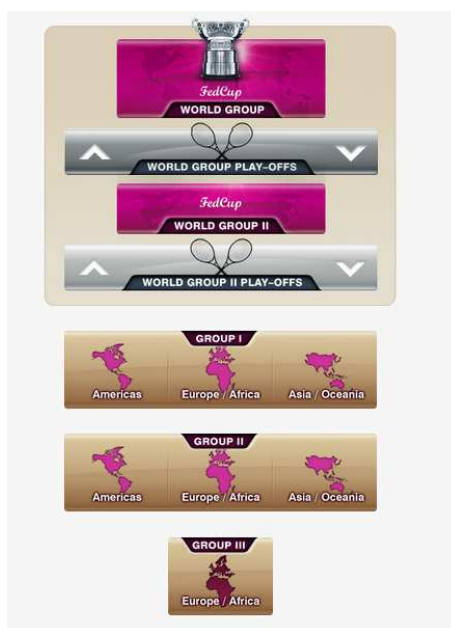 FedCup
WORLD GROUP
WORLD GROUP PLAY-OFFS
FedCup
WORLD GROUP II
WORLD GROUP II PLAY-OFFS
GROUP I
Americas Europe / Africa Asia / Oceania
GROUP II
Americas Europe / Africa Asia / Oceania
GROUP III
Europe / Africa